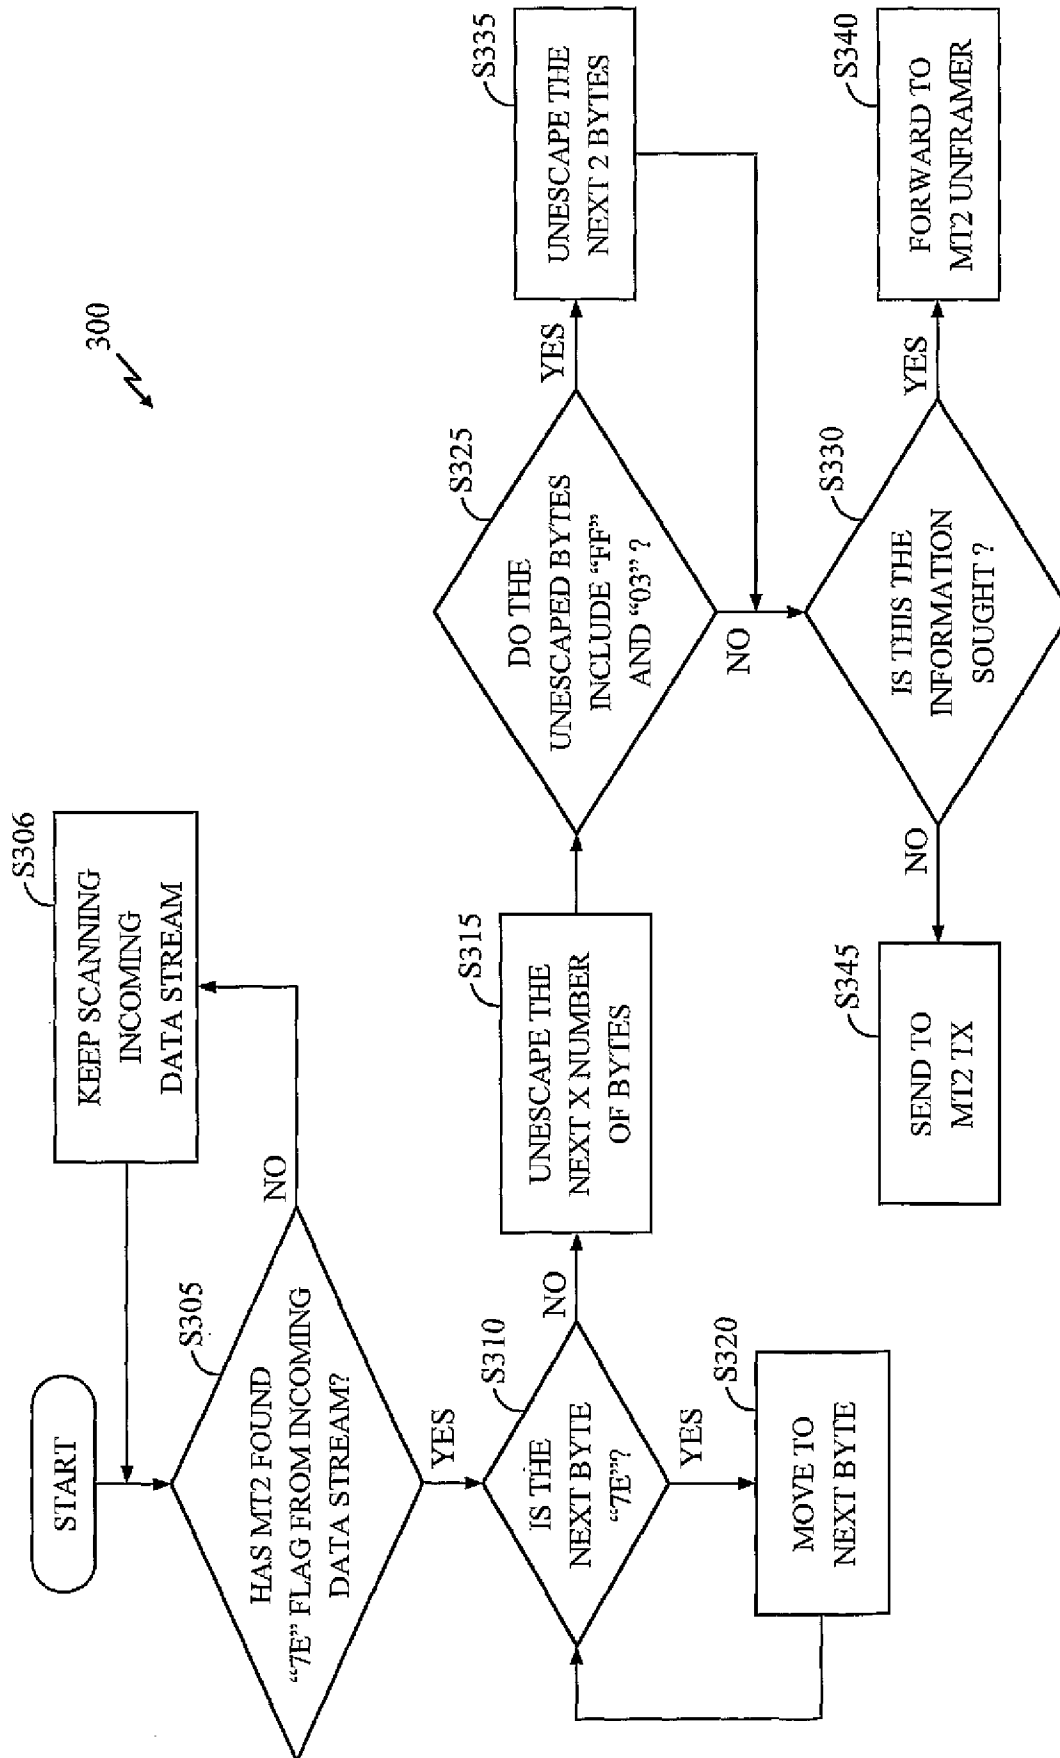 300
START
S305
HAS MT2 FOUND
“7E” FLAG FROM INCOMING
DATA STREAM?
NO
S306
KEEP SCANNING
INCOMING
DATA STREAM
YES
S310
IS THE
NEXT BYTE
“7E”?
YES
S320
MOVE TO
NEXT BYTE
NO
S315
UNESCAPE THE
NEXT X NUMBER
OF BYTES
S325
DO THE
UNESCAPED BYTES
INCLUDE “FF”
AND “03” ?
YES
S335
UNESCAPE THE
NEXT 2 BYTES
NO
S330
IS THIS THE
INFORMATION
SOUGHT ?
YES
S340
FORWARD TO
MT2 UNFRAMER
NO
S345
SEND TO
MT2 TX